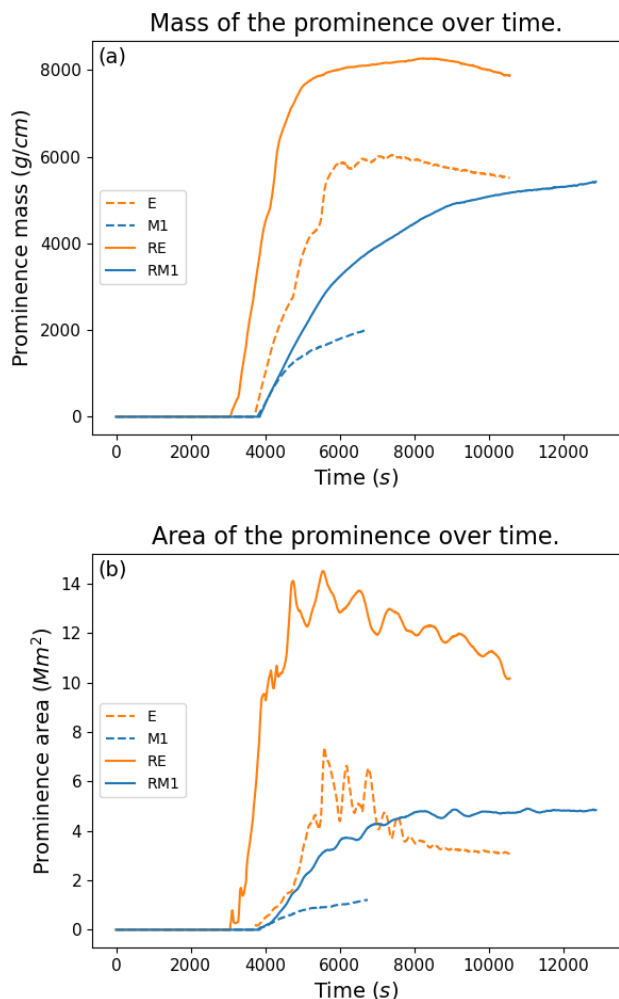 Mass of the prominence over time.
(a)
8000
6000
4000
2000
0
Prominence mass (g/cm)
E
M1
RE
RM1
0 2000 4000 6000 8000 10000 12000
Time (s)
Area of the prominence over time.
(b)
14
12
10
8
6
4
2
0
Prominence area (Mm²)
E
M1
RE
RM1
0 2000 4000 6000 8000 10000 12000
Time (s)